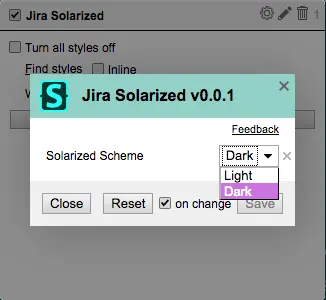 Jira Solarized 1
Turn all styles off
Find styles Inline
W
S Jira Solarized v0.0.1
Feedback
Solarized Scheme Dark
Light
Dark
Close Reset on change Save